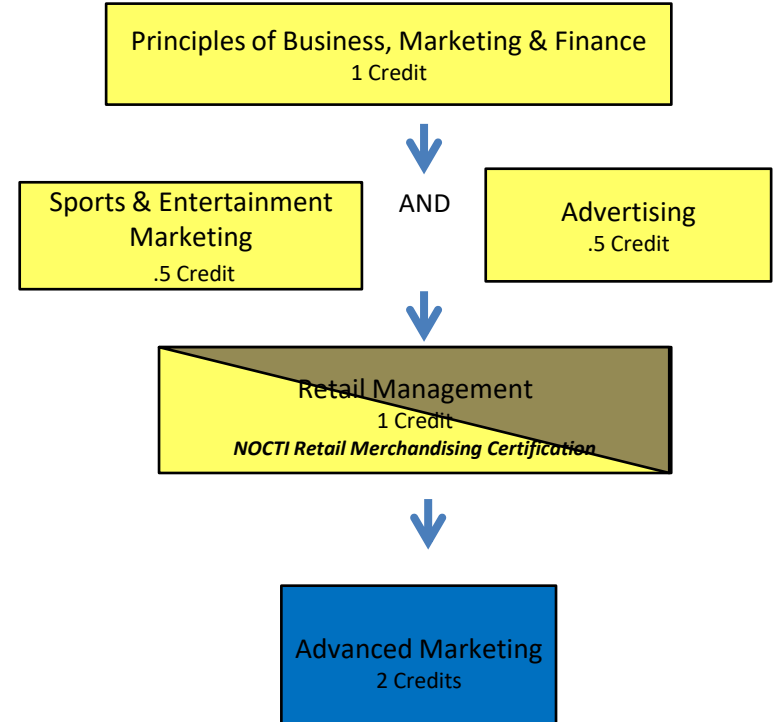 Principles of Business, Marketing & Finance
1 Credit
Sports & Entertainment
Marketing
.5 Credit
AND
Advertising
.5 Credit
Retail Management
1 Credit
NOCTI Retail Merchandising Certification
Advanced Marketing
2 Credits